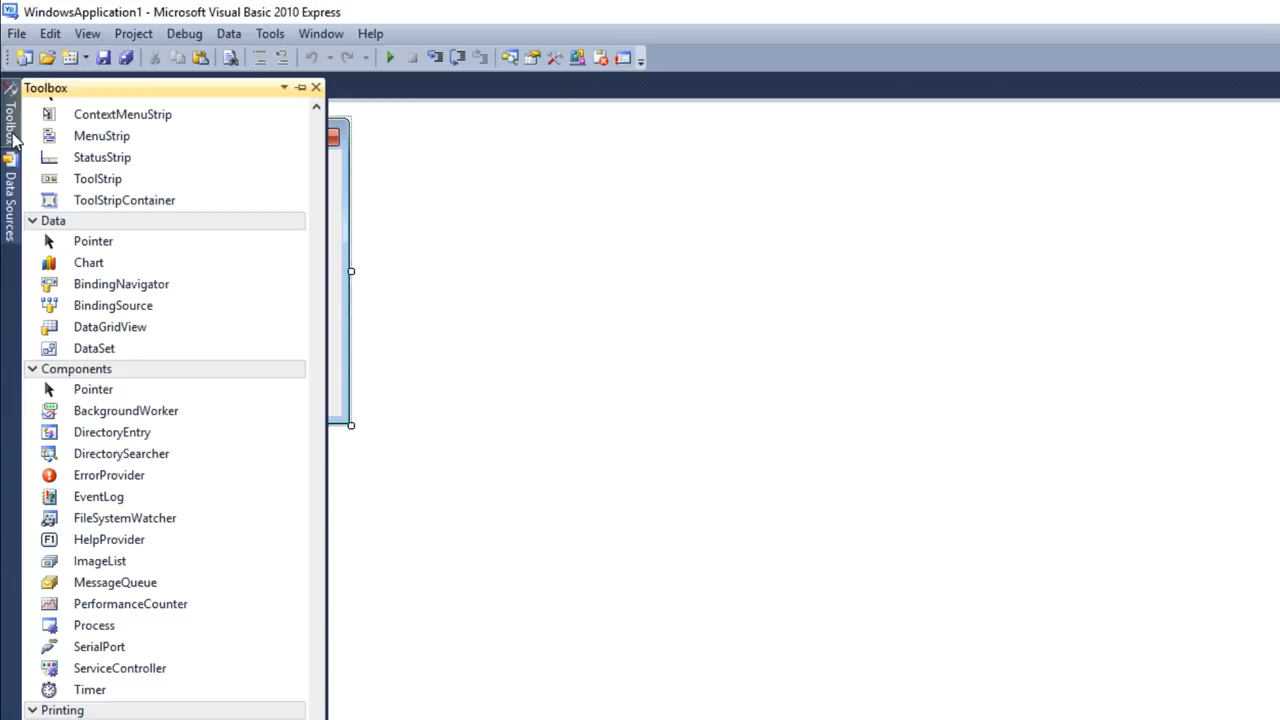 WindowsApplication1 - Microsoft Visual Basic 2010 Express
File Edit View Project Debug Data Tools Window Help
Toolbox
Data Sources
Toolbox
ContextMenuStrip
MenuStrip
StatusStrip
ToolStrip
ToolStripContainer
Data
Pointer
Chart
BindingNavigator
BindingSource
DataGridView
DataSet
Components
Pointer
BackgroundWorker
DirectoryEntry
DirectorySearcher
ErrorProvider
EventLog
FileSystemWatcher
F1 HelpProvider
ImageList
MessageQueue
PerformanceCounter
Process
SerialPort
ServiceController
Timer
Printing